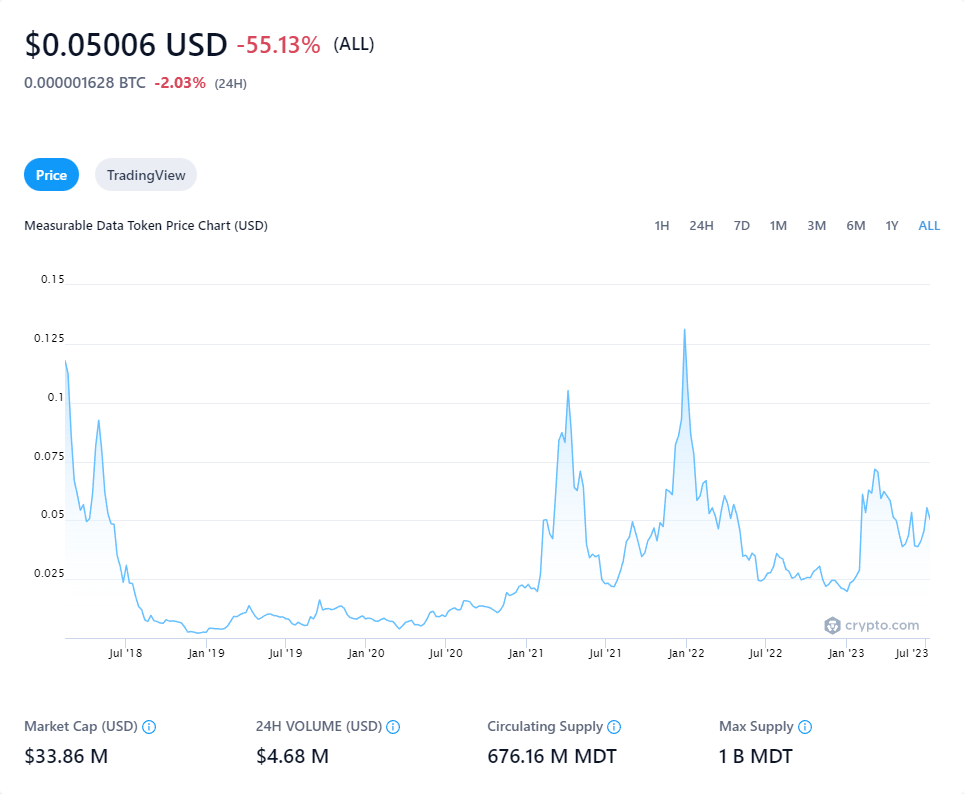 $0.05006 USD -55.13% (ALL)
0.000001628 BTC -2.03% (24H)
Price TradingView
Measurable Data Token Price Chart (USD) 1H 24H 7D 1M 3M 6M 1Y ALL
0.15
0.125
0.1
0.075
0.05
0.025
crypto.com
Jul '18 Jan '19 Jul '19 Jan '20 Jul '20 Jan '21 Jul '21 Jan '22 Jul '22 Jan '23 Jul '23
Market Cap (USD) 24H VOLUME (USD) Circulating Supply Max Supply
$33.86 M $4.68 M 676.16 M MDT 1 B MDT